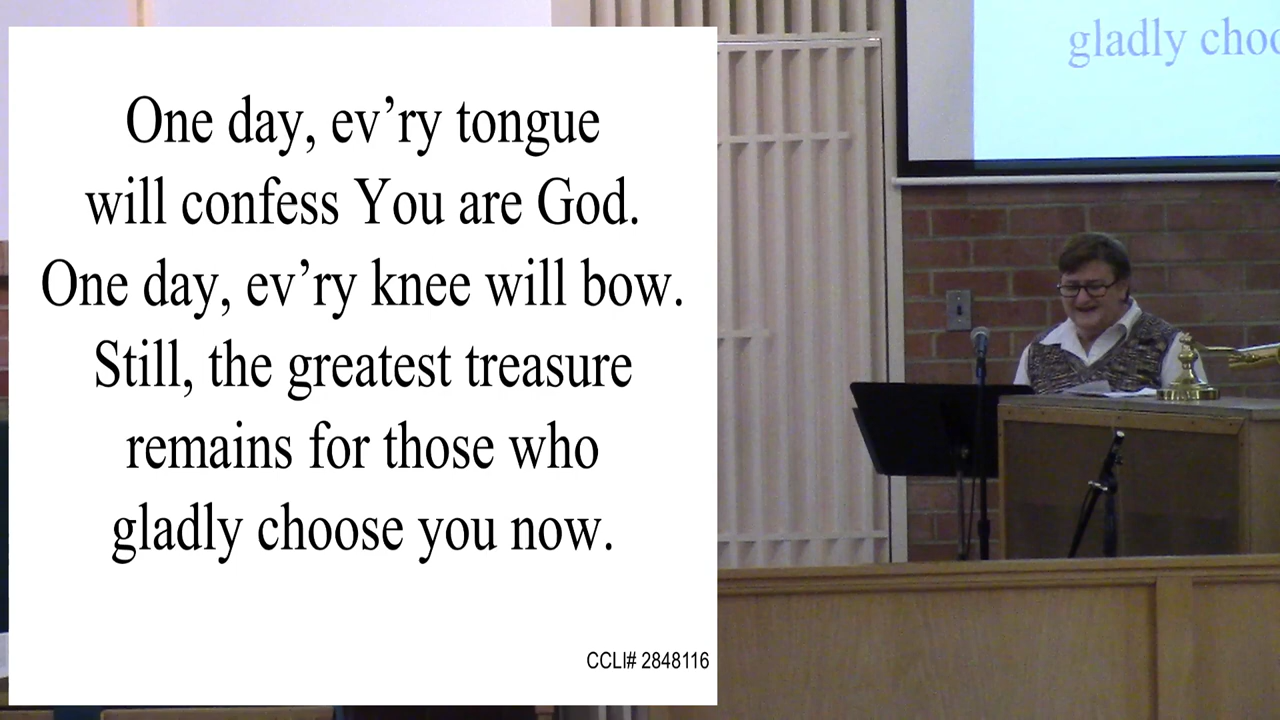 One day, ev’ry tongue
will confess You are God.
One day, ev’ry knee will bow.
Still, the greatest treasure
remains for those who
gladly choose you now.
CCLI# 2848116
gladly choo